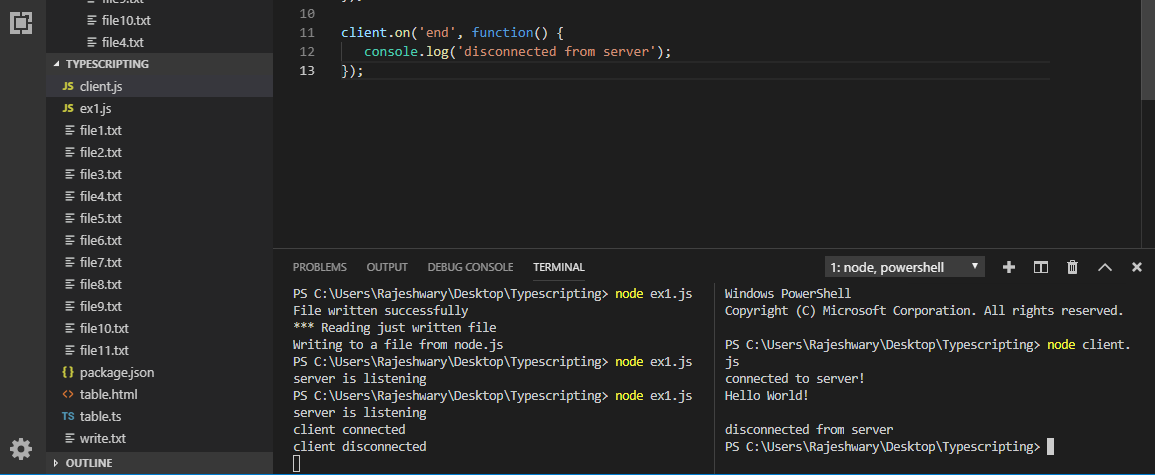 file10.txt
file4.txt
TYPESCRIPTING
JS client.js
JS ex1.js
file1.txt
file2.txt
file3.txt
file4.txt
file5.txt
file6.txt
file7.txt
file8.txt
file9.txt
file10.txt
file11.txt
{} package.json
<> table.html
TS table.ts
write.txt
OUTLINE
10
11 client.on('end', function() {
12 console.log('disconnected from server');
13 });
PROBLEMS OUTPUT DEBUG CONSOLE TERMINAL
1: node, powershell
PS C:\Users\Rajeshwary\Desktop\Typescripting> node ex1.js
File written successfully
*** Reading just written file
Writing to a file from node.js
PS C:\Users\Rajeshwary\Desktop\Typescripting> node ex1.js
server is listening
PS C:\Users\Rajeshwary\Desktop\Typescripting> node ex1.js
server is listening
client connected
client disconnected
Windows PowerShell
Copyright (C) Microsoft Corporation. All rights reserved.
PS C:\Users\Rajeshwary\Desktop\Typescripting> node client.
js
connected to server!
Hello World!
disconnected from server
PS C:\Users\Rajeshwary\Desktop\Typescripting>